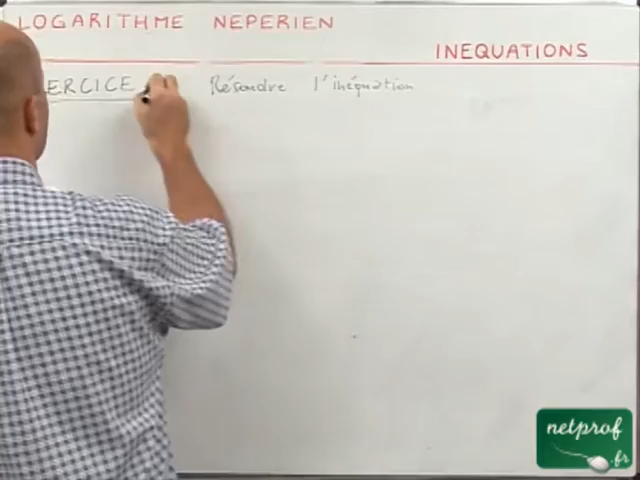 LOGARITHME NEPERIEN
INEQUATIONS
ERCICE Résoudre l'inéquation
netprof
.fr